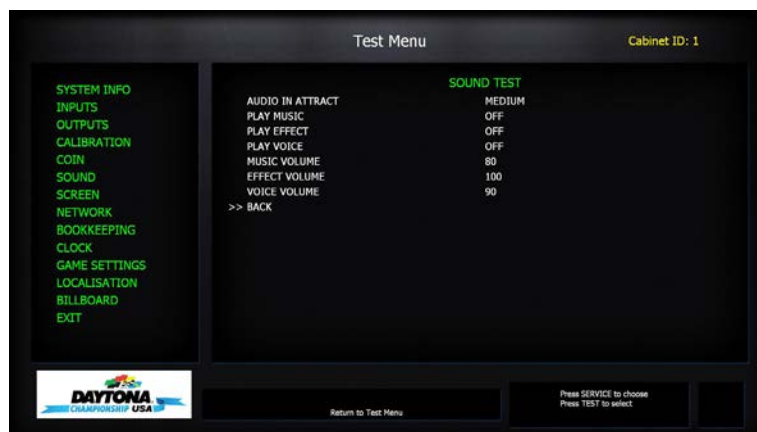 Test Menu
Cabinet ID: 1
SYSTEM INFO
INPUTS
OUTPUTS
CALIBRATION
COIN
SOUND
SCREEN
NETWORK
BOOKKEEPING
CLOCK
GAME SETTINGS
LOCALISATION
BILLBOARD
EXIT
SOUND TEST
AUDIO IN ATTRACT MEDIUM
PLAY MUSIC OFF
PLAY EFFECT OFF
PLAY VOICE OFF
MUSIC VOLUME 80
EFFECT VOLUME 100
VOICE VOLUME 90
>> BACK
DAYTONA
CHAMPIONSHIP USA
Return to Test Menu
Press SERVICE to choose
Press TEST to select